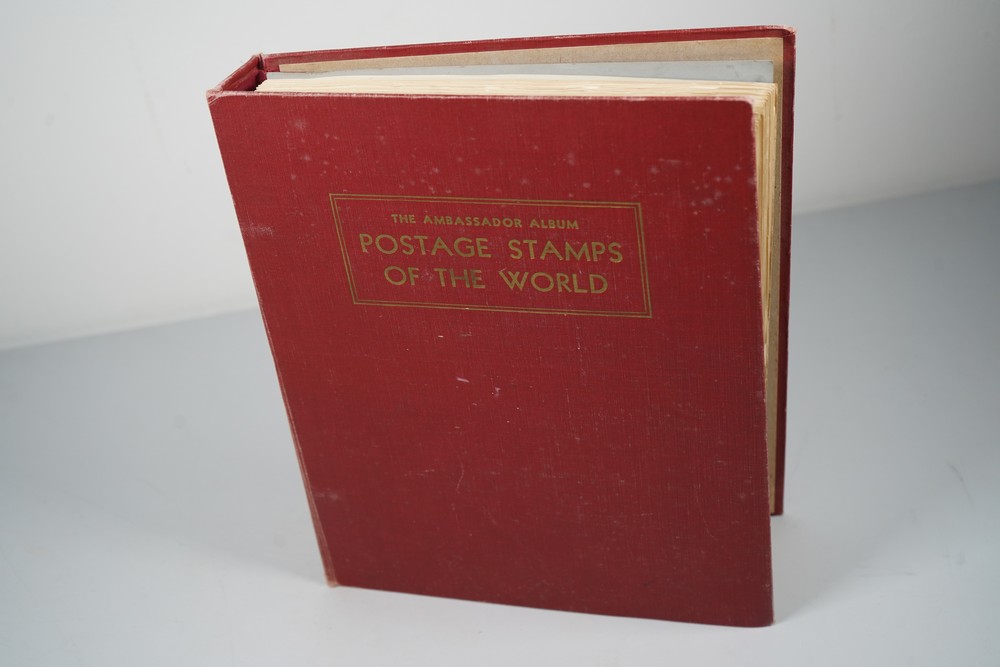 THE AMBASSADOR ALBUM
POSTAGE STAMPS
OF THE WORLD